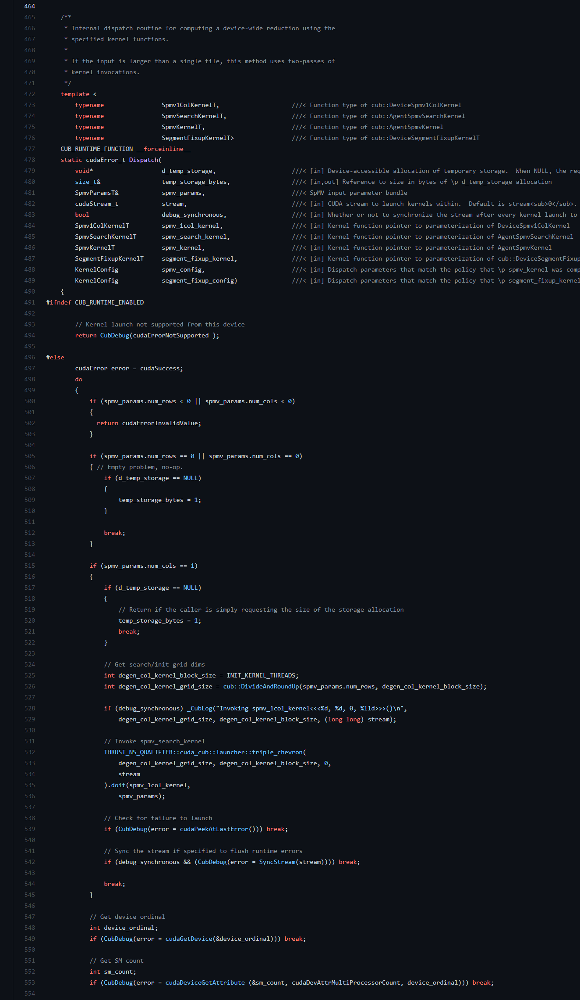 464
465 /**
466 * Internal dispatch routine for computing a device-wide reduction using the
467 * specified kernel functions.
468 *
469 * If the input is larger than a single tile, this method uses two-passes of
470 * kernel invocations.
471 */
472 template <
473 typename Spmv1ColKernelT, ///< Function type of cub::DeviceSpmv1ColKernel
474 typename SpmvSearchKernelT, ///< Function type of cub::AgentSpmvSearchKernel
475 typename SpmvKernelT, ///< Function type of cub::AgentSpmvKernel
476 typename SegmentFixupKernelT> ///< Function type of cub::DeviceSegmentFixupKernelT
477 CUB_RUNTIME_FUNCTION __forceinline__
478 static cudaError_t Dispatch(
479 void* d_temp_storage, ///< [in] Device-accessible allocation of temporary storage. When NULL, the req
480 size_t& temp_storage_bytes, ///< [in,out] Reference to size in bytes of \p d_temp_storage allocation
481 SpmvParamsT& spmv_params, ///< SpMV input parameter bundle
482 cudaStream_t stream, ///< [in] CUDA stream to launch kernels within. Default is stream<sub>0</sub>.
483 bool debug_synchronous, ///< [in] Whether or not to synchronize the stream after every kernel launch to
484 Spmv1ColKernelT spmv_1col_kernel, ///< [in] Kernel function pointer to parameterization of DeviceSpmv1ColKernel
485 SpmvSearchKernelT spmv_search_kernel, ///< [in] Kernel function pointer to parameterization of AgentSpmvSearchKernel
486 SpmvKernelT spmv_kernel, ///< [in] Kernel function pointer to parameterization of AgentSpmvKernel
487 SegmentFixupKernelT segment_fixup_kernel, ///< [in] Kernel function pointer to parameterization of cub::DeviceSegmentFixup
488 KernelConfig spmv_config, ///< [in] Dispatch parameters that match the policy that \p spmv_kernel was comp
489 KernelConfig segment_fixup_config) ///< [in] Dispatch parameters that match the policy that \p segment_fixup_kernel
490 {
491 #ifndef CUB_RUNTIME_ENABLED
492
493 // Kernel launch not supported from this device
494 return CubDebug(cudaErrorNotSupported );
495
496 #else
497 cudaError error = cudaSuccess;
498 do
499 {
500 if (spmv_params.num_rows < 0 || spmv_params.num_cols < 0)
501 {
502 return cudaErrorInvalidValue;
503 }
504
505 if (spmv_params.num_rows == 0 || spmv_params.num_cols == 0)
506 { // Empty problem, no-op.
507 if (d_temp_storage == NULL)
508 {
509 temp_storage_bytes = 1;
510 }
511
512 break;
513 }
514
515 if (spmv_params.num_cols == 1)
516 {
517 if (d_temp_storage == NULL)
518 {
519 // Return if the caller is simply requesting the size of the storage allocation
520 temp_storage_bytes = 1;
521 break;
522 }
523
524 // Get search/init grid dims
525 int degen_col_kernel_block_size = INIT_KERNEL_THREADS;
526 int degen_col_kernel_grid_size = cub::DivideAndRoundUp(spmv_params.num_rows, degen_col_kernel_block_size);
527
528 if (debug_synchronous) _CubLog("Invoking spmv_1col_kernel<<<%d, %d, 0, %lld>>>()\n",
529 degen_col_kernel_grid_size, degen_col_kernel_block_size, (long long) stream);
530
531 // Invoke spmv_search_kernel
532 THRUST_NS_QUALIFIER::cuda_cub::launcher::triple_chevron(
533 degen_col_kernel_grid_size, degen_col_kernel_block_size, 0,
534 stream
535 ).doit(spmv_1col_kernel,
536 spmv_params);
537
538 // Check for failure to launch
539 if (CubDebug(error = cudaPeekAtLastError())) break;
540
541 // Sync the stream if specified to flush runtime errors
542 if (debug_synchronous && (CubDebug(error = SyncStream(stream)))) break;
543
544 break;
545 }
546
547 // Get device ordinal
548 int device_ordinal;
549 if (CubDebug(error = cudaGetDevice(&device_ordinal))) break;
550
551 // Get SM count
552 int sm_count;
553 if (CubDebug(error = cudaDeviceGetAttribute (&sm_count, cudaDevAttrMultiProcessorCount, device_ordinal))) break;
554